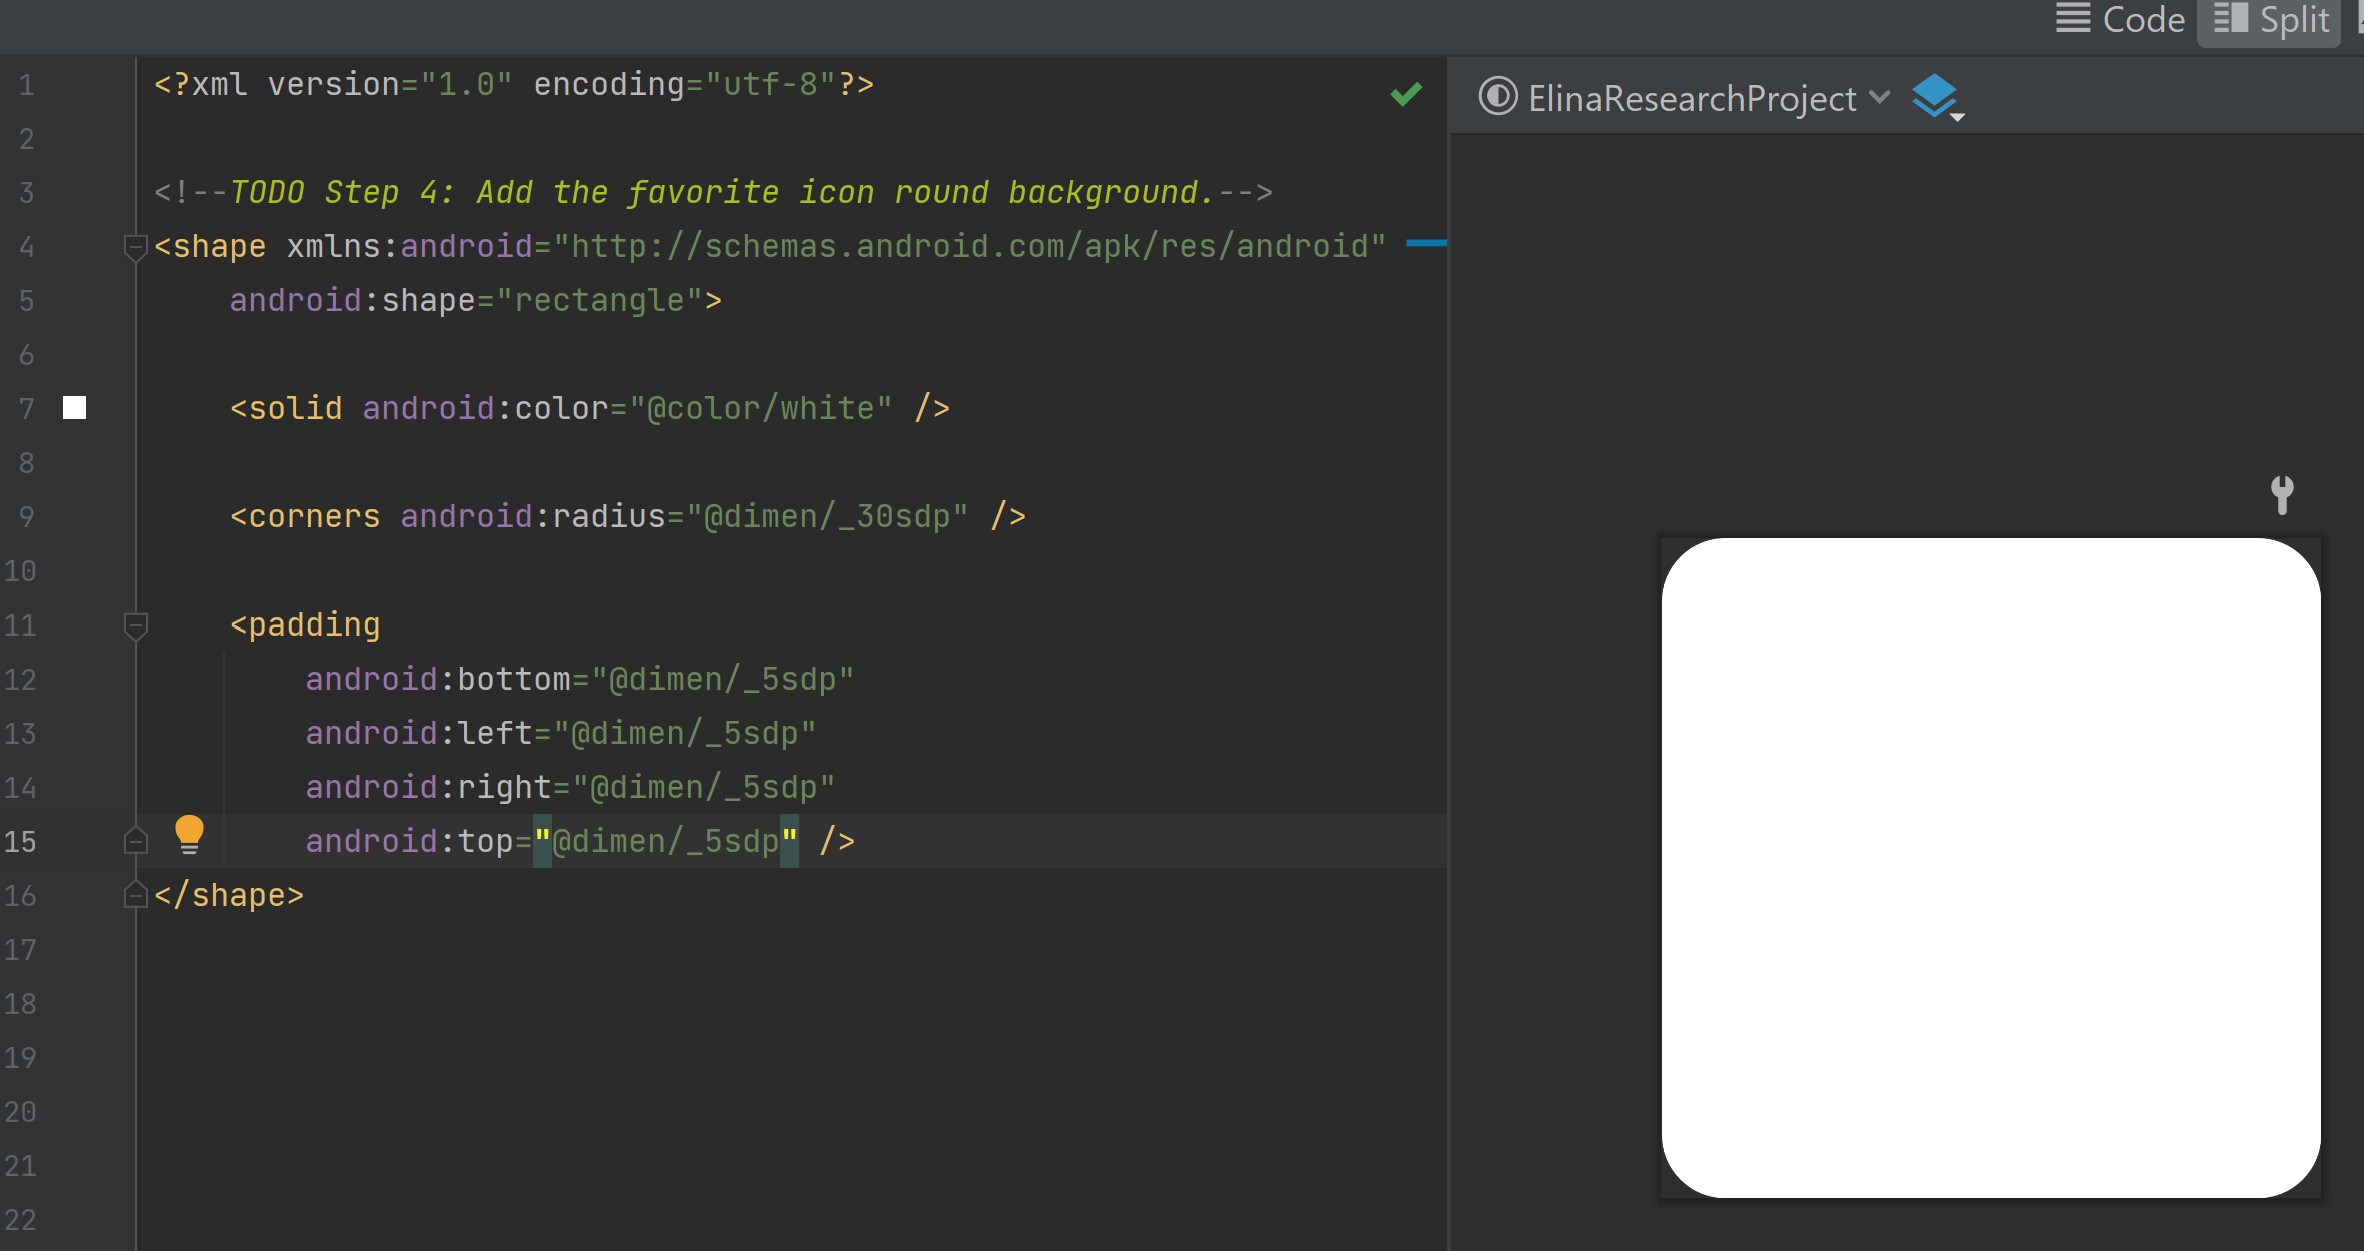 Code Split
ElinaResearchProject
1 <?xml version="1.0" encoding="utf-8"?>
2
3 <!--TODO Step 4: Add the favorite icon round background.-->
4 <shape xmlns:android="http://schemas.android.com/apk/res/android"
5 android:shape="rectangle">
6
7 <solid android:color="@color/white" />
8
9 <corners android:radius="@dimen/_30sdp" />
10
11 <padding
12 android:bottom="@dimen/_5sdp"
13 android:left="@dimen/_5sdp"
14 android:right="@dimen/_5sdp"
15 android:top="@dimen/_5sdp" />
16 </shape>
17
18
19
20
21
22